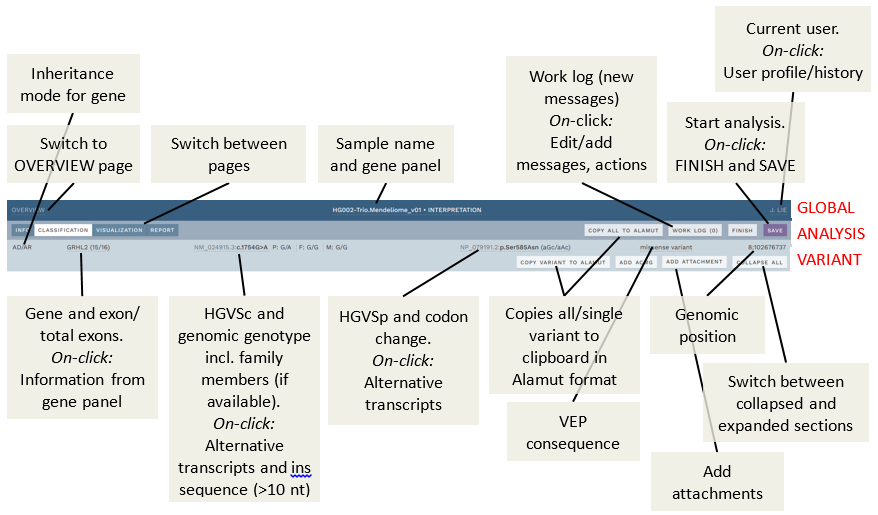 Current user.
On-click:
User profile/history
Inheritance
mode for gene
Work log (new
messages)
On-click:
Edit/add
messages, actions
Start analysis.
On-click:
FINISH and SAVE
Switch to
OVERVIEW page
Switch between
pages
Sample name
and gene panel
OVERVIEW
HG002-Trio.Mendeliome_v01 • INTERPRETATION
J. LIE
GLOBAL
INFO CLASSIFICATION VISUALIZATION REPORT
COPY ALL TO ALAMUT WORK LOG (0) FINISH SAVE
ANALYSIS
AD/AR GRHL2 (15/16) NM_024915.3:c.1754G>A P: G/A | F: G/G | M: G/G NP_079191.2:p.Ser585Asn (aGc/aAc) missense variant 8:102676737
VARIANT
COPY VARIANT TO ALAMUT ADD ACMG ADD ATTACHMENT COLLAPSE ALL
Gene and exon/
total exons.
On-click:
Information from
gene panel
HGVSc and
genomic genotype
incl. family
members (if
available).
On-click:
Alternative
transcripts and ins
sequence (>10 nt)
HGVSp and codon
change.
On-click:
Alternative
transcripts
Copies all/single
variant to
clipboard in
Alamut format
Genomic
position
Switch between
collapsed and
expanded sections
VEP
consequence
Add
attachments